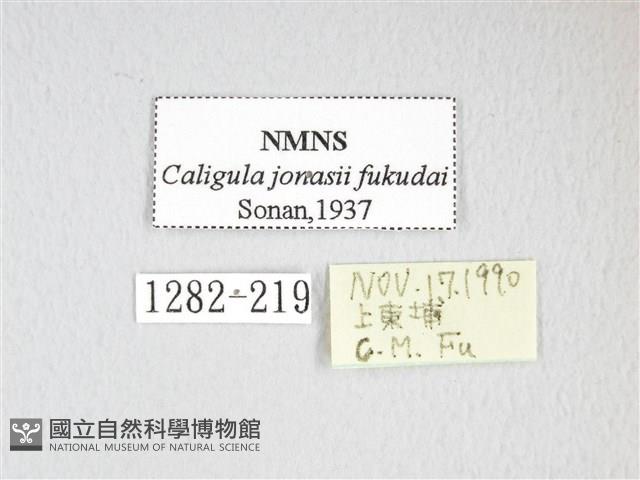 NMNS
Caligula jonasii fukudai
Sonan,1937
1282-219
NOV.17.1990
上東埔
C.M. Fu
國立自然科學博物館
NATIONAL MUSEUM OF NATURAL SCIENCE